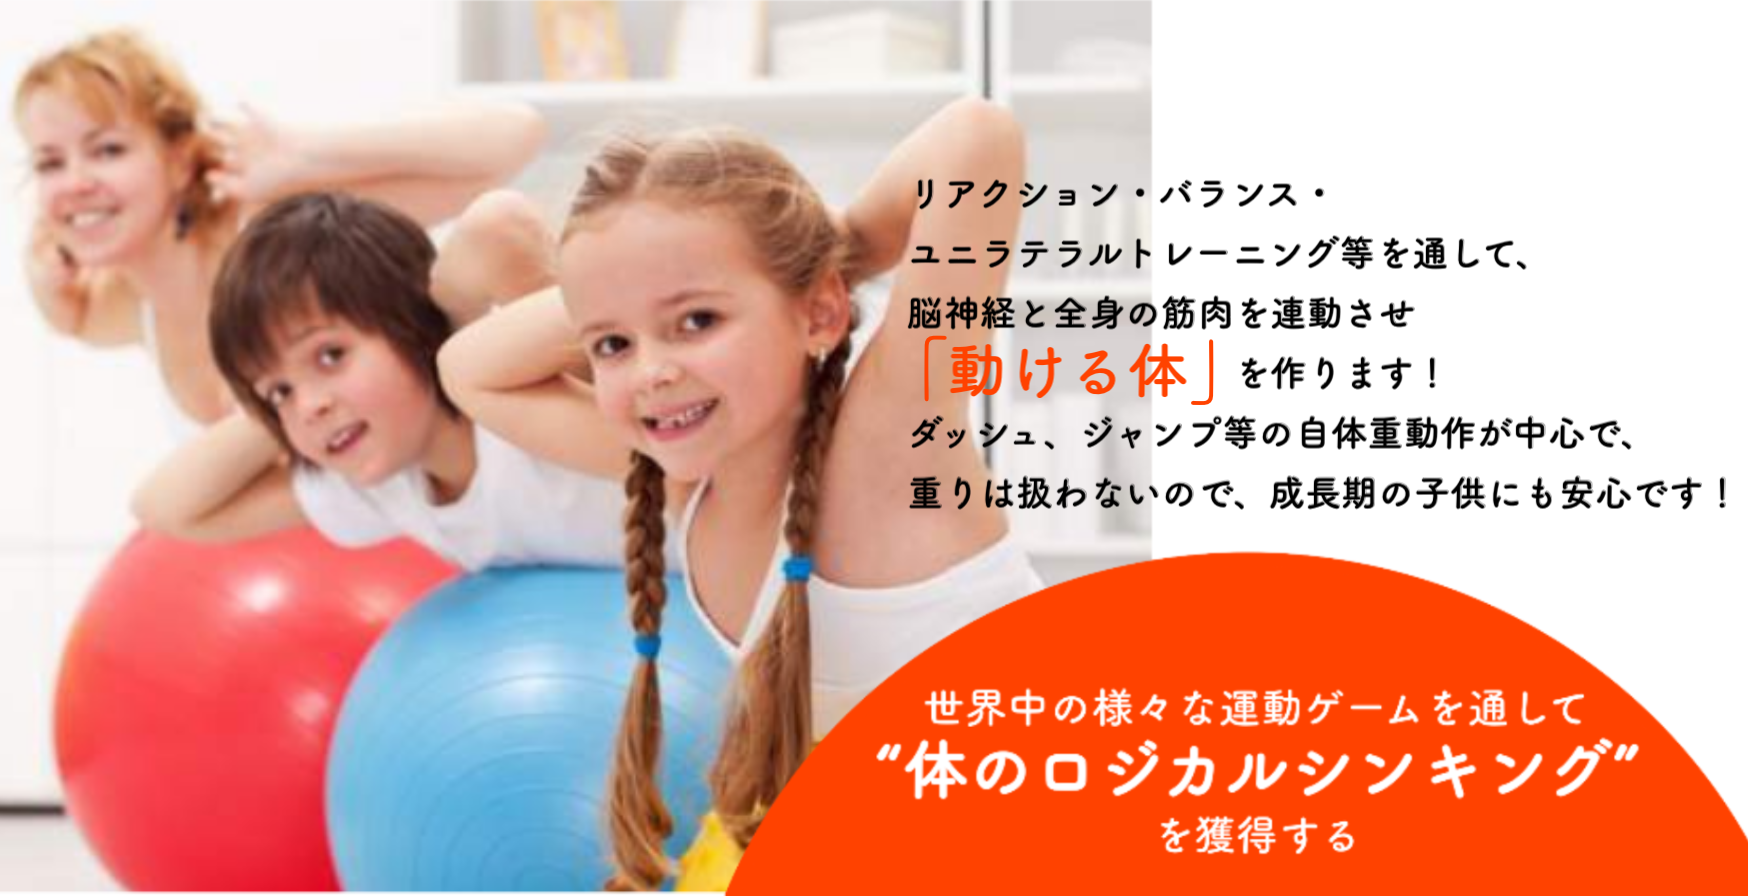 リアクション・バランス・
ユニラテラルトレーニング等を通して、
脳神経と全身の筋肉を連動させ
「動ける体」を作ります！
ダッシュ、ジャンプ等の自体重動作が中心で、
重りは扱わないので、成長期の子供にも安心です！
世界中の様々な運動ゲームを通して
“体のロジカルシンキング”
を獲得する